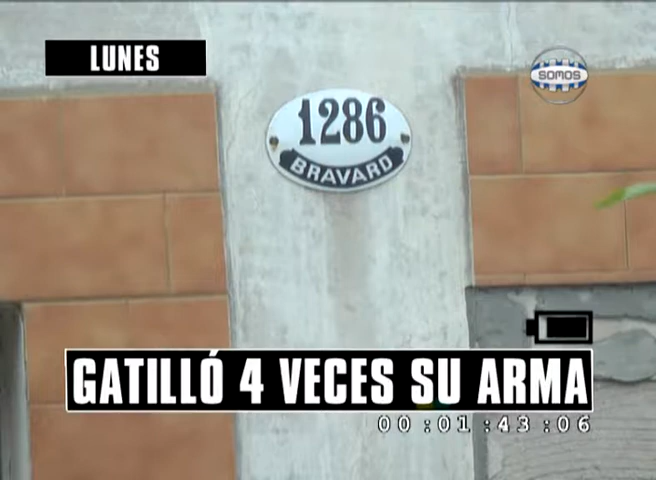 LUNES
SOMOS
1286
BRAVARD
GATILLÓ 4 VECES SU ARMA
00:01:43:06